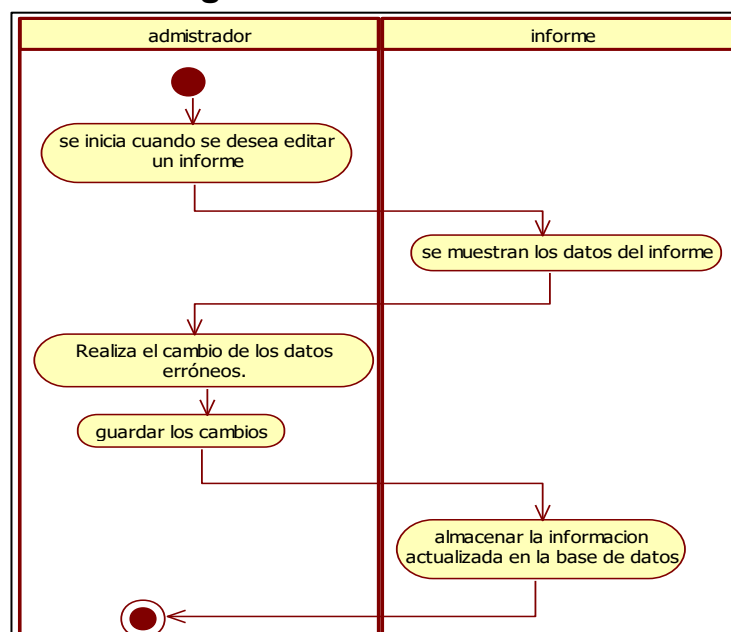 admistrador
informe
se inicia cuando se desea editar
un informe
se muestran los datos del informe
Realiza el cambio de los datos
erróneos.
guardar los cambios
almacenar la informacion
actualizada en la base de datos